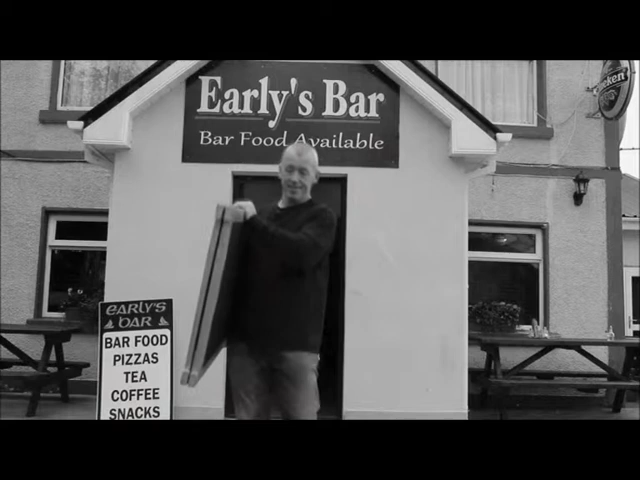 Early's Bar
Bar Food Available
EARLY'S
BAR
BAR FOOD
PIZZAS
TEA
COFFEE
SNACKS